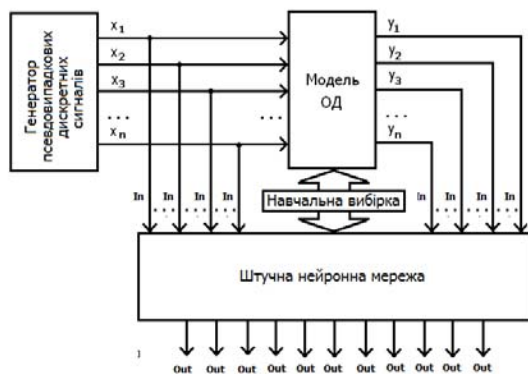 Генератор
псевдовипадкових
дискретних
сигналів
x1
x2
x3
. . .
xn
. . .
Модель
ОД
y1
y2
y3
. . .
yn
In In In In
Навчальна вибірка
In In In In
Штучна нейронна мережа
Out Out Out Out Out Out Out Out Out Out Out